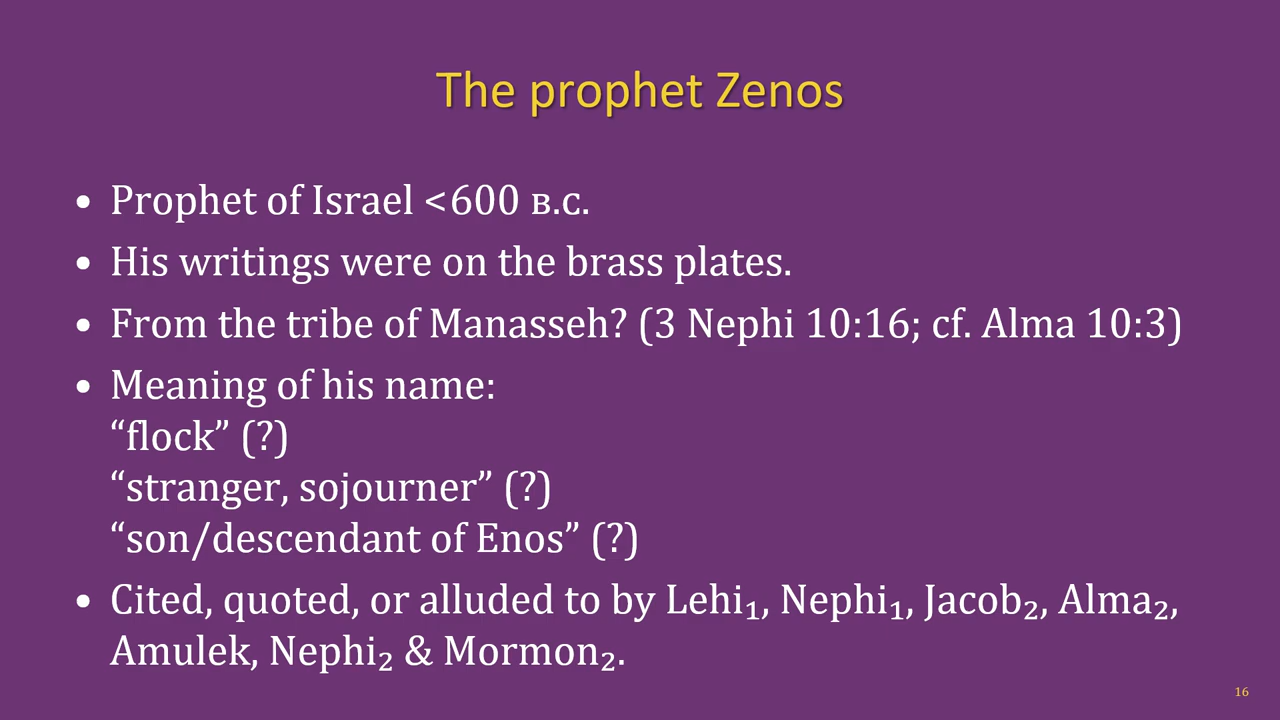 The prophet Zenos
• Prophet of Israel <600 B.C.
• His writings were on the brass plates.
• From the tribe of Manasseh? (3 Nephi 10:16; cf. Alma 10:3)
• Meaning of his name:
“flock” (?)
“stranger, sojourner” (?)
“son/descendant of Enos” (?)
• Cited, quoted, or alluded to by Lehi₁, Nephi₁, Jacob₂, Alma₂,
Amulek, Nephi₂ & Mormon₂.
16